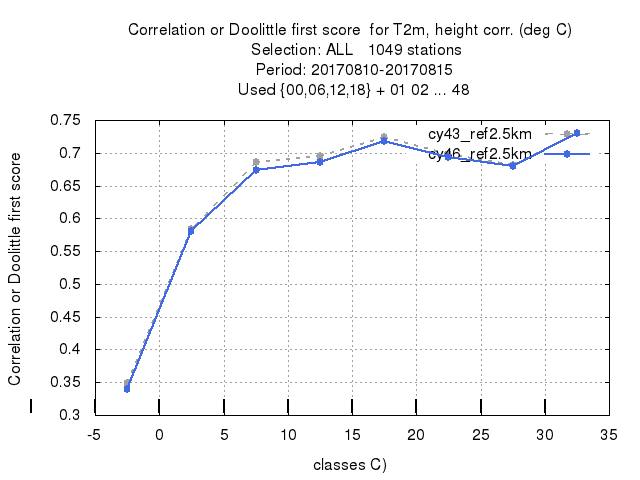 Correlation or Doolittle first score  for T2m, height corr. (deg C)
Selection: ALL   1049 stations
Period: 20170810-20170815
Used {00,06,12,18} + 01 02 ... 48
Correlation or Doolittle first score
0.75
0.7
0.65
0.6
0.55
0.5
0.45
0.4
0.35
0.3
cy43_ref2.5km
cy46_ref2.5km
-5
0
5
10
15
20
25
30
35
classes C)